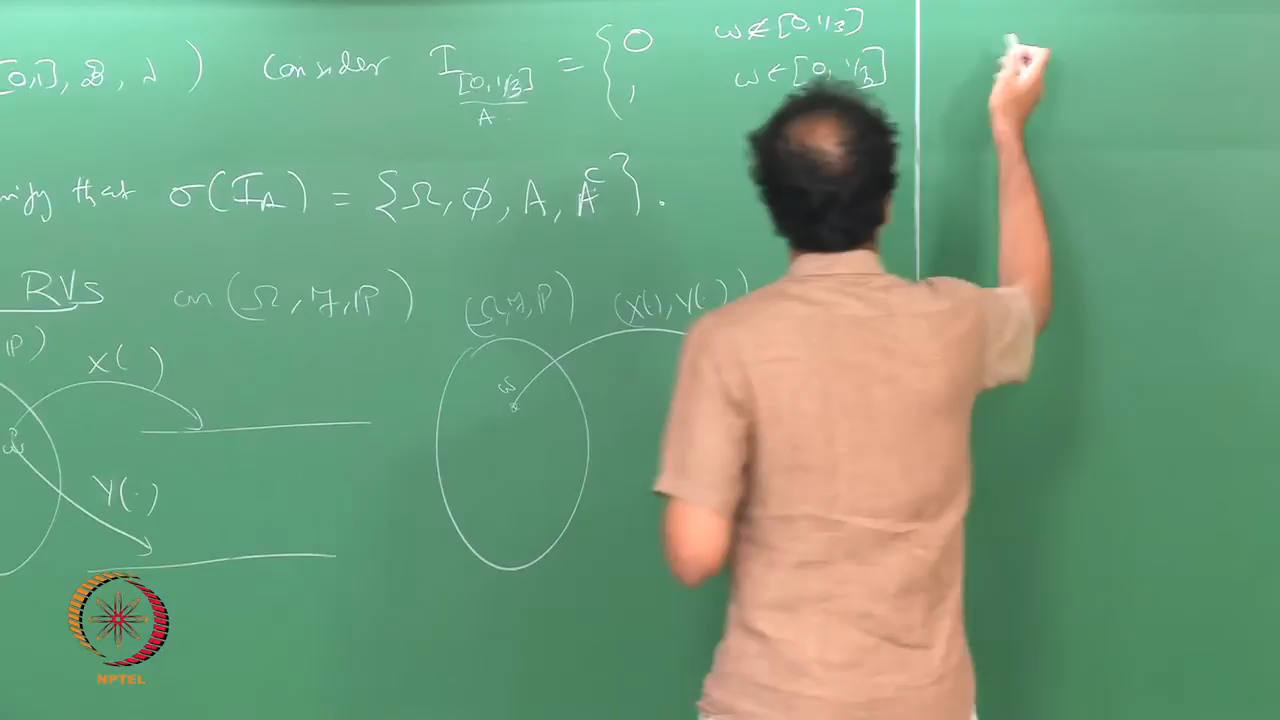 [0,1], ℬ, λ ) Consider I_{[0,1/3]} = { 0 ω ∉ [0,1/3]
A 1 ω ∈ [0,1/3]
that σ(I_A) = {Ω, φ, A, A^c}.
RVs on (Ω, ℱ, ℙ) (Ω, ℱ, ℙ) (X(·), Y(·))
ℙ) X( )
ω ω
Y(·)
NPTEL